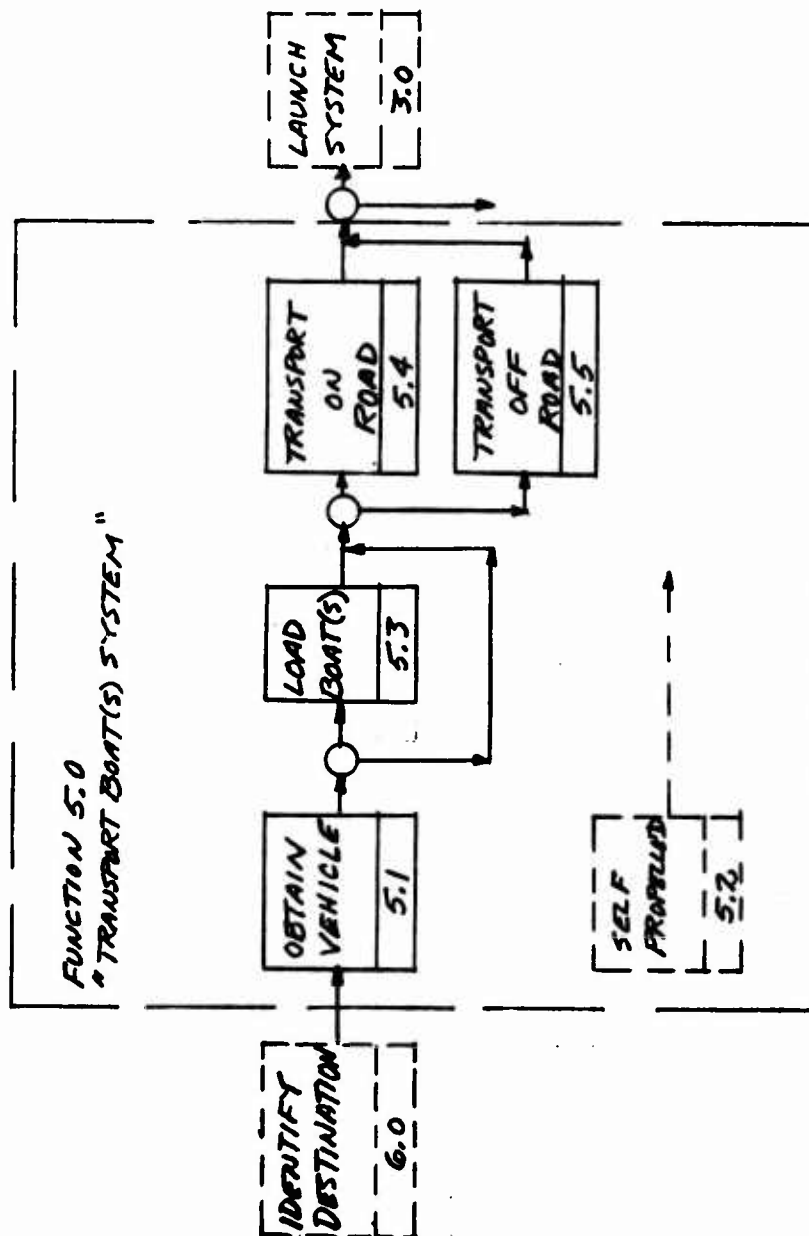 FUNCTION 5.0
"TRANSPORT BOAT(S) SYSTEM"
IDENTIFY
DESTINATION
6.0
OBTAIN
VEHICLE
5.1
LOAD
BOAT(S)
5.3
TRANSPORT
ON
ROAD
5.4
LAUNCH
SYSTEM
3.0
TRANSPORT
OFF
ROAD
5.5
SELF
PROPELLED
5.2